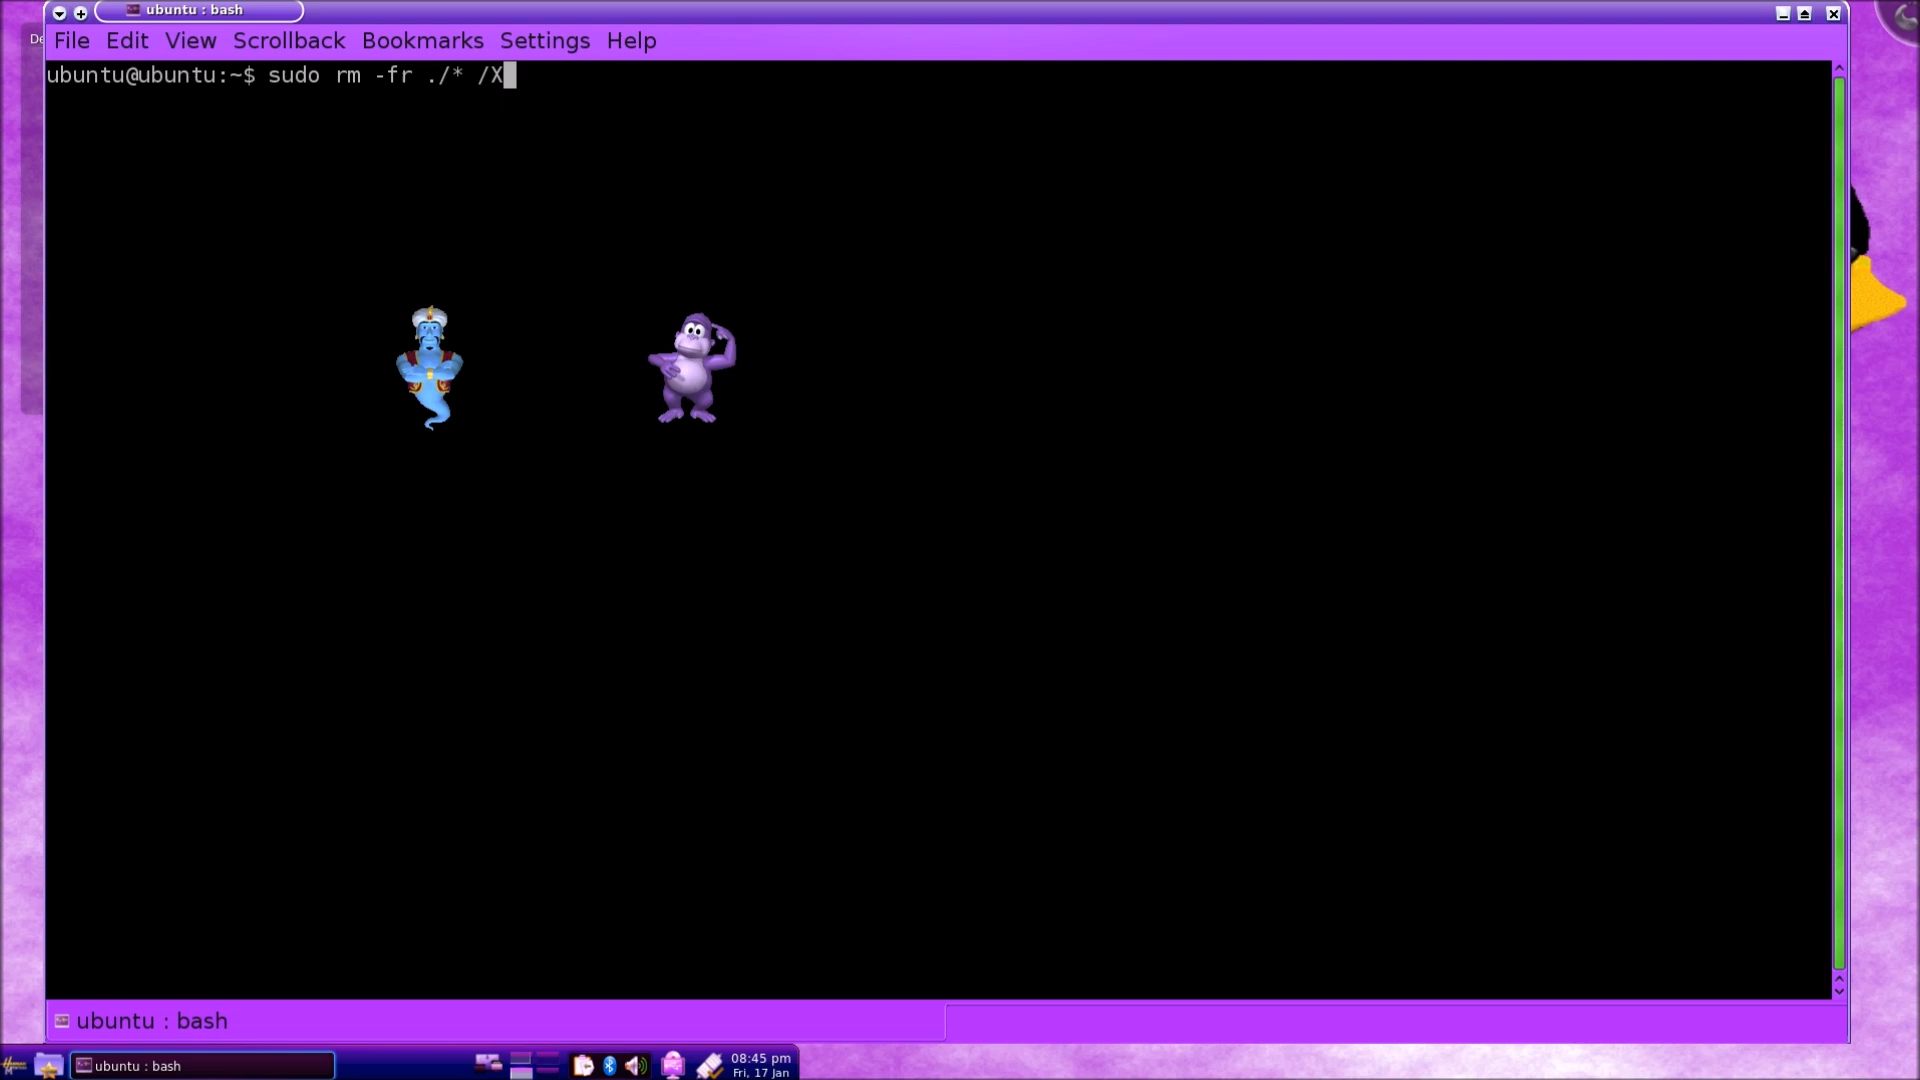 ubuntu : bash
De
File Edit View Scrollback Bookmarks Settings Help
ubuntu@ubuntu:~$ sudo rm -fr ./* /X
ubuntu : bash
ubuntu : bash
08:45 pm
Fri, 17 Jan